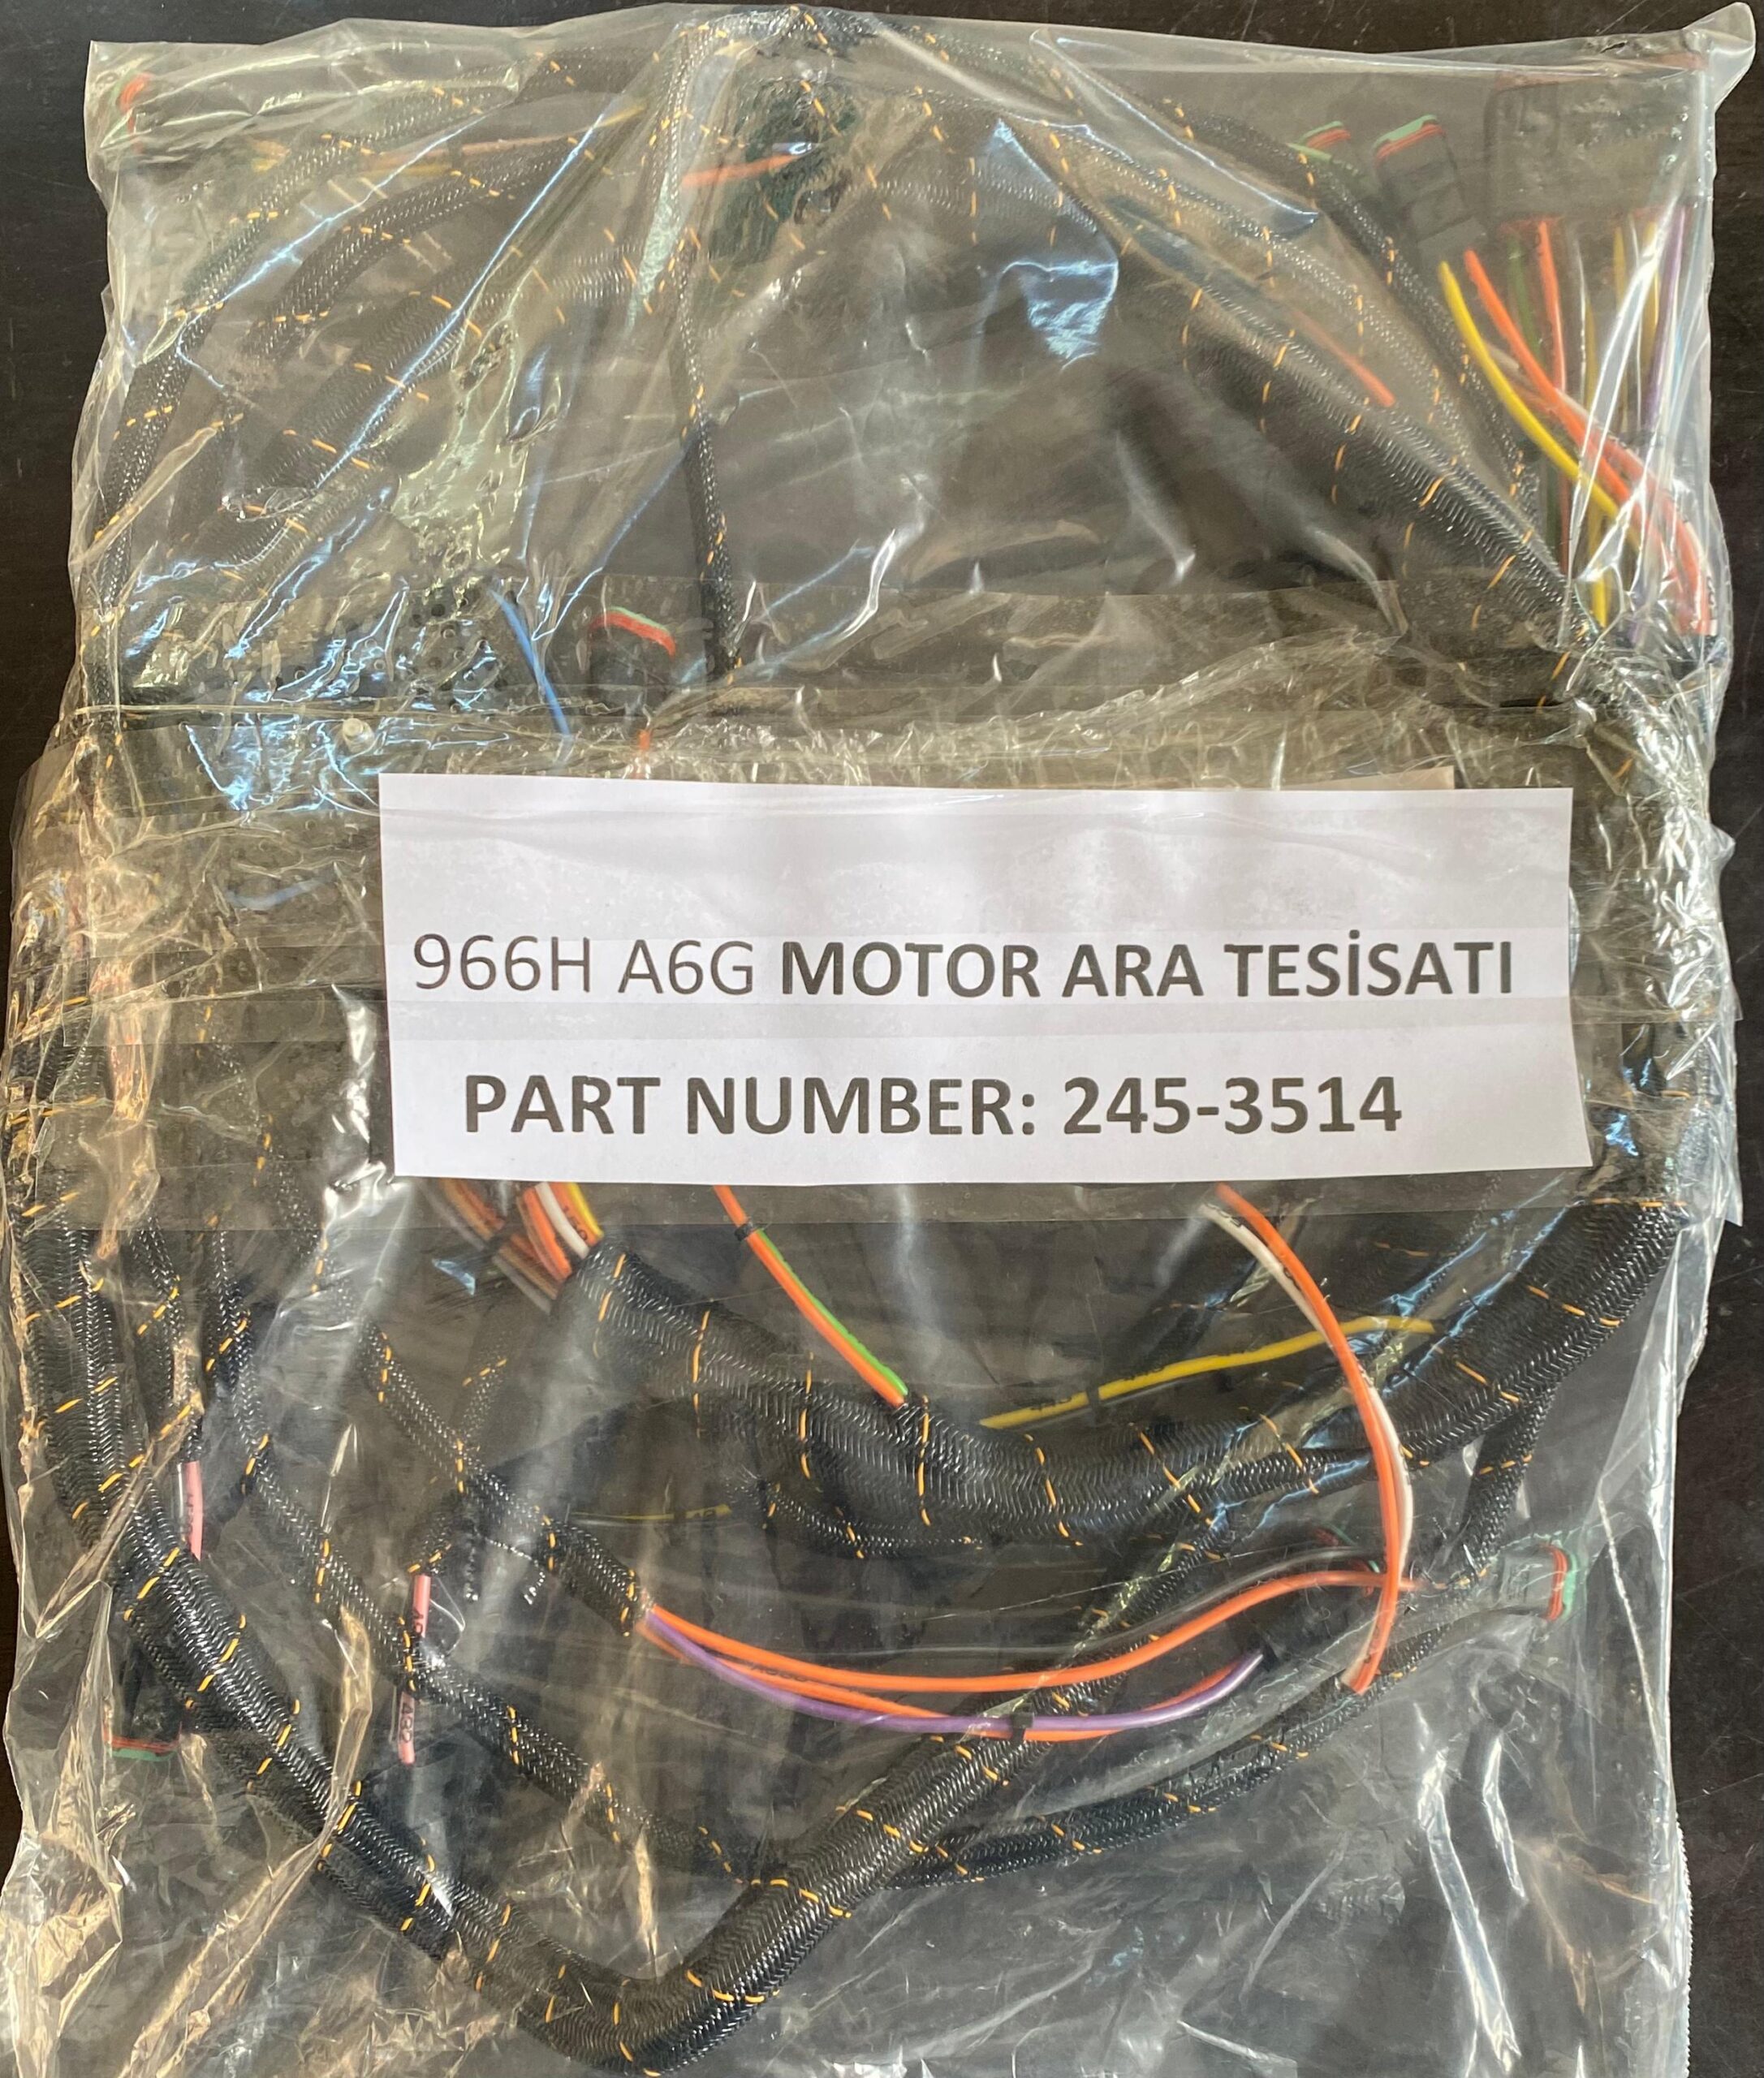 966H A6G MOTOR ARA TESİSATI
PART NUMBER: 245-3514